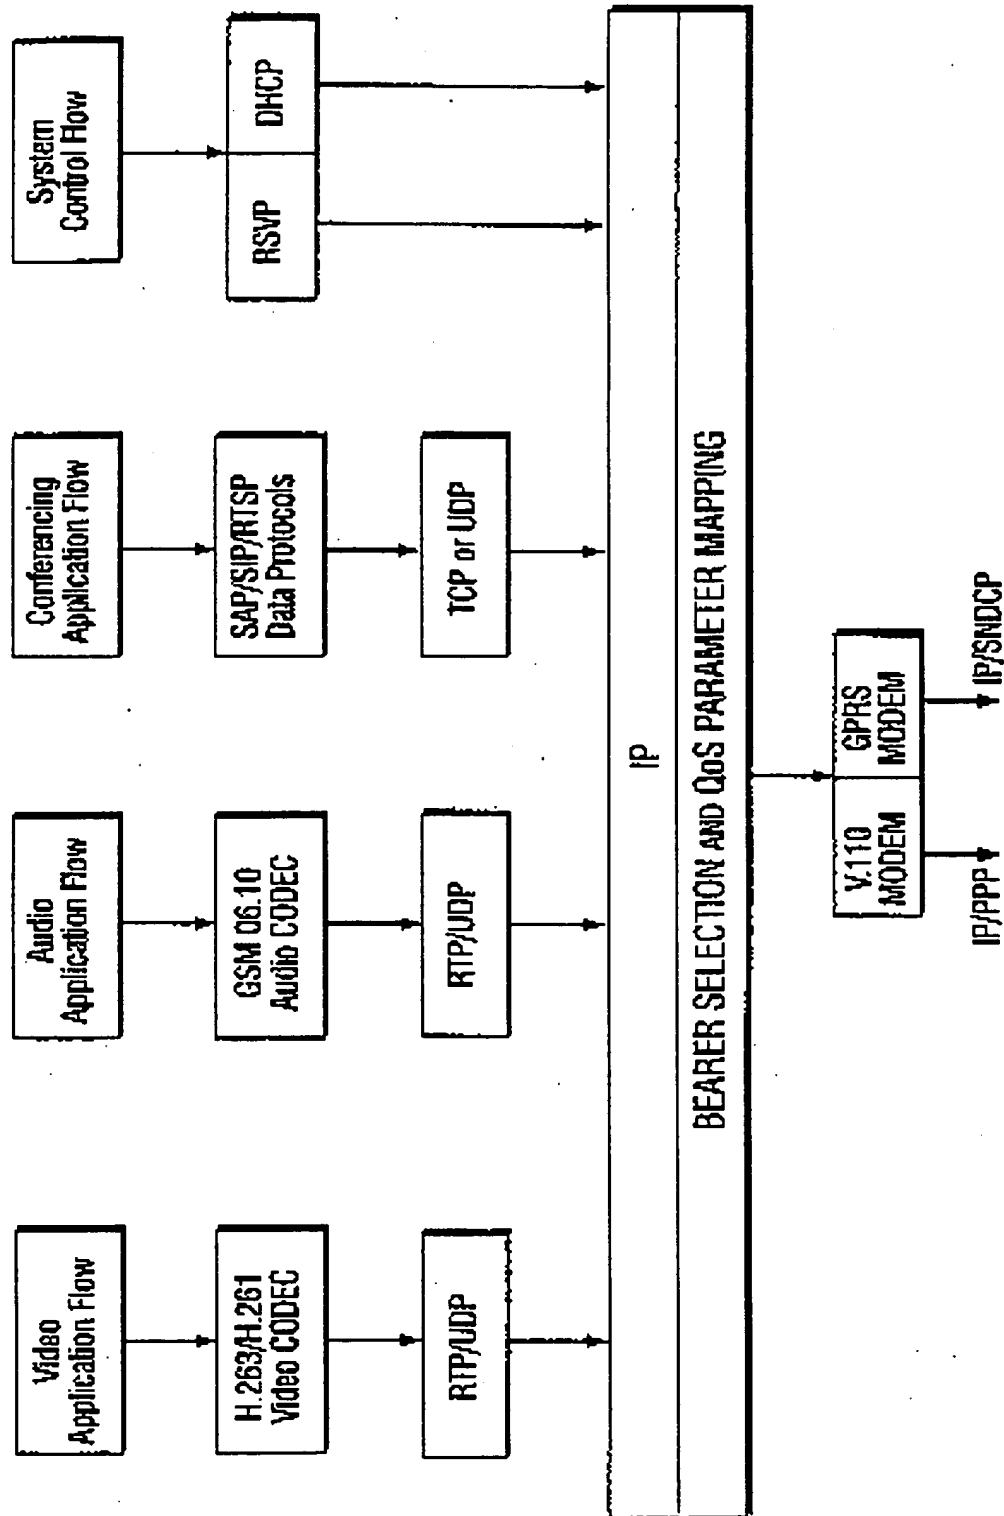 Video
Application Flow
Audio
Application Flow
Conferencing
Application Flow
System
Control Flow
H.263/H.261
Video CODEC
GSM 06.10
Audio CODEC
SAP/SIP/RTSP
Data Protocols
RSVP
DHCP
RTP/UDP
RTP/UDP
TCP or UDP
IP
BEARER SELECTION AND QoS PARAMETER MAPPING
V.110
MODEM
GPRS
MODEM
IP/PPP
IP/SNDCP